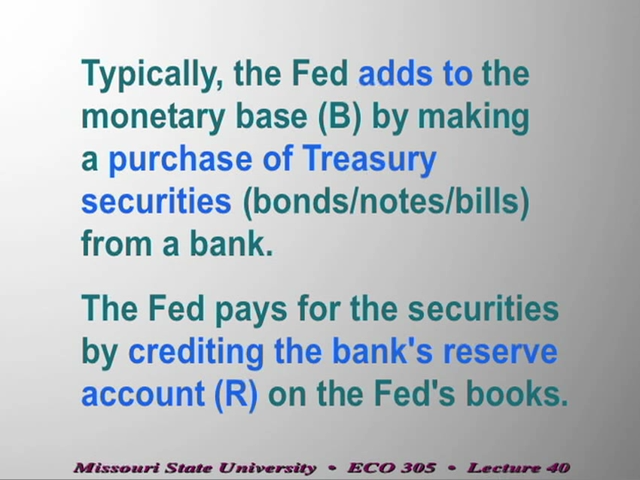 Typically, the Fed adds to the
monetary base (B) by making
a purchase of Treasury
securities (bonds/notes/bills)
from a bank.
The Fed pays for the securities
by crediting the bank's reserve
account (R) on the Fed's books.
Missouri State University • ECO 305 • Lecture 40